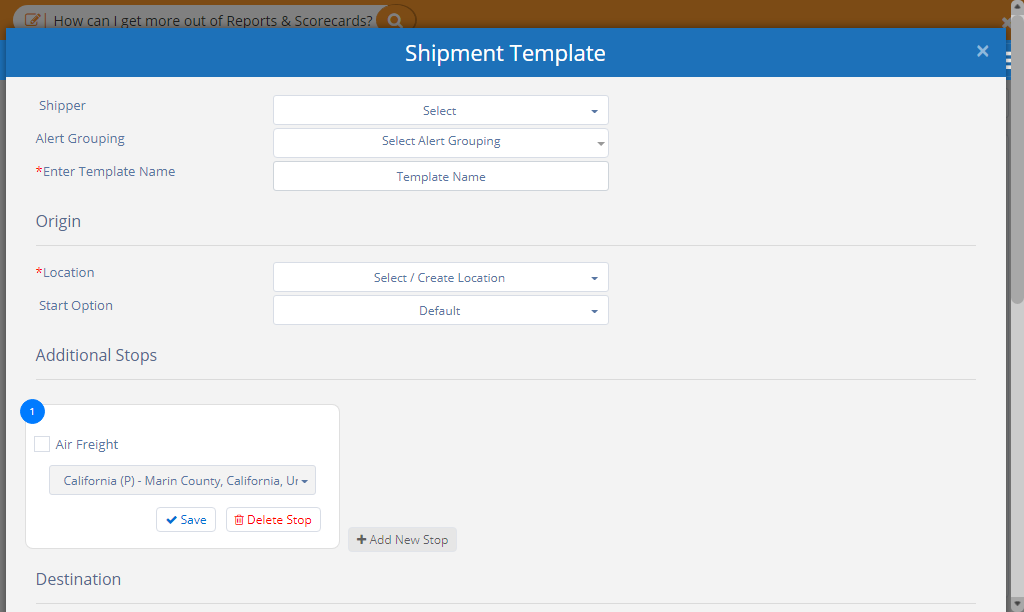 How can I get more out of Reports & Scorecards?
Shipment Template
Shipper
Select
Alert Grouping
Select Alert Grouping
*Enter Template Name
Template Name
Origin
*Location
Select / Create Location
Start Option
Default
Additional Stops
1
Air Freight
California (P) - Marin County, California,
Save
Delete Stop
Add New Stop
Destination